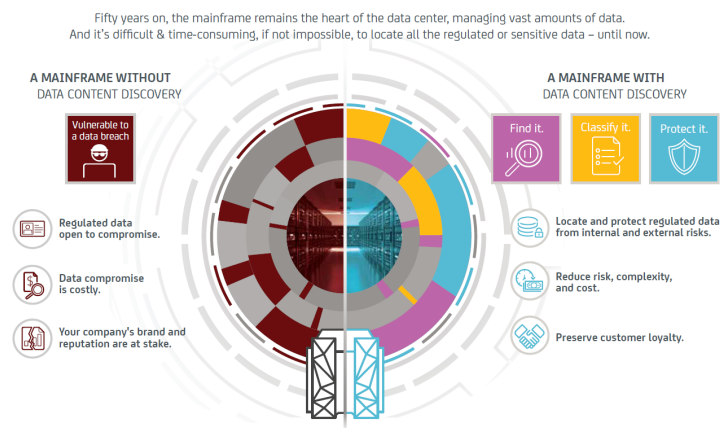 Fifty years on, the mainframe remains the heart of the data center, managing vast amounts of data.
And it's difficult & time-consuming, if not impossible, to locate all the regulated or sensitive data – until now.
A MAINFRAME WITHOUT
DATA CONTENT DISCOVERY
Vulnerable to
a data breach
Regulated data
open to compromise.
Data compromise
is costly.
Your company's brand and
reputation are at stake.
A MAINFRAME WITH
DATA CONTENT DISCOVERY
Find it.
Classify it.
Protect it.
Locate and protect regulated data
from internal and external risks.
Reduce risk, complexity,
and cost.
Preserve customer loyalty.